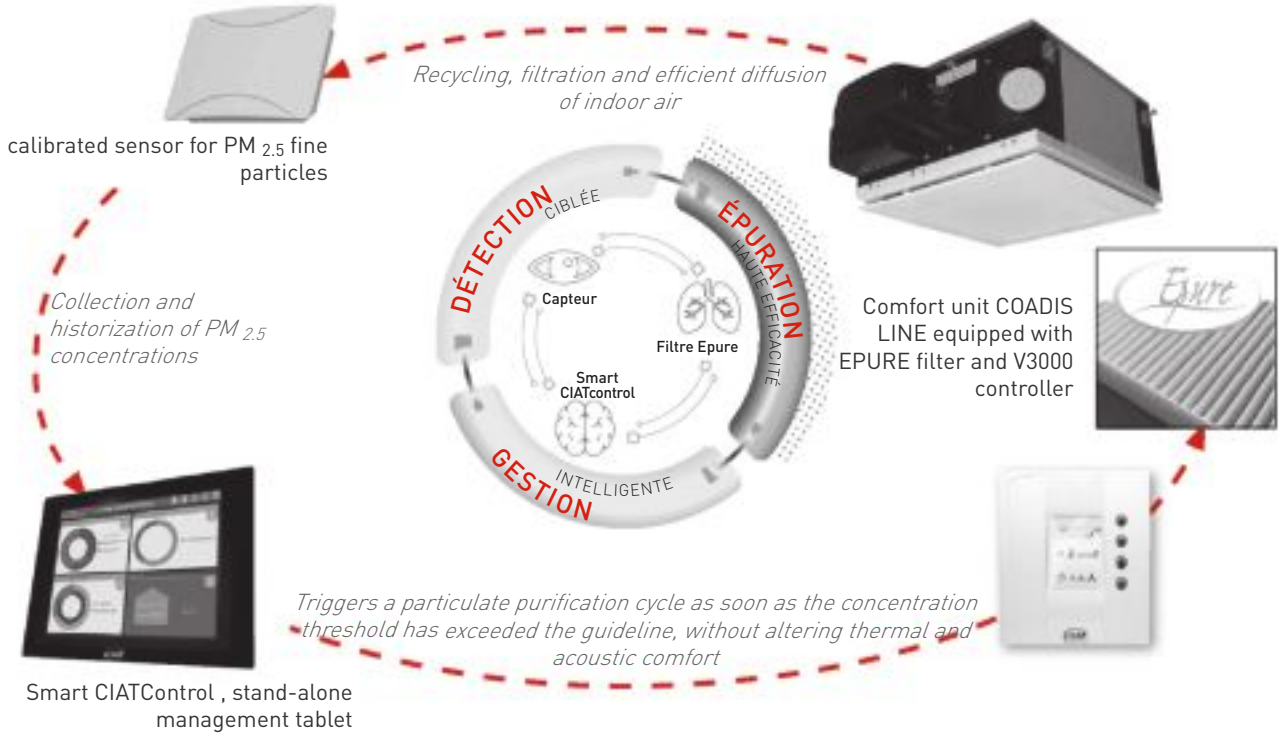 Recycling, filtration and efficient diffusion
of indoor air
calibrated sensor for PM 2.5 fine
particles
DÉTECTION
CIBLÉE
ÉPURATION
HAUTE EFFICACITÉ
Capteur
Filtre Epure
Smart
CIATcontrol
GESTION
INTELLIGENTE
Collection and
historization of PM 2.5
concentrations
Comfort unit COADIS
LINE equipped with
EPURE filter and V3000
controller
Epure
Triggers a particulate purification cycle as soon as the concentration
threshold has exceeded the guideline, without altering thermal and
acoustic comfort
CIAT
Smart CIATControl , stand-alone
management tablet